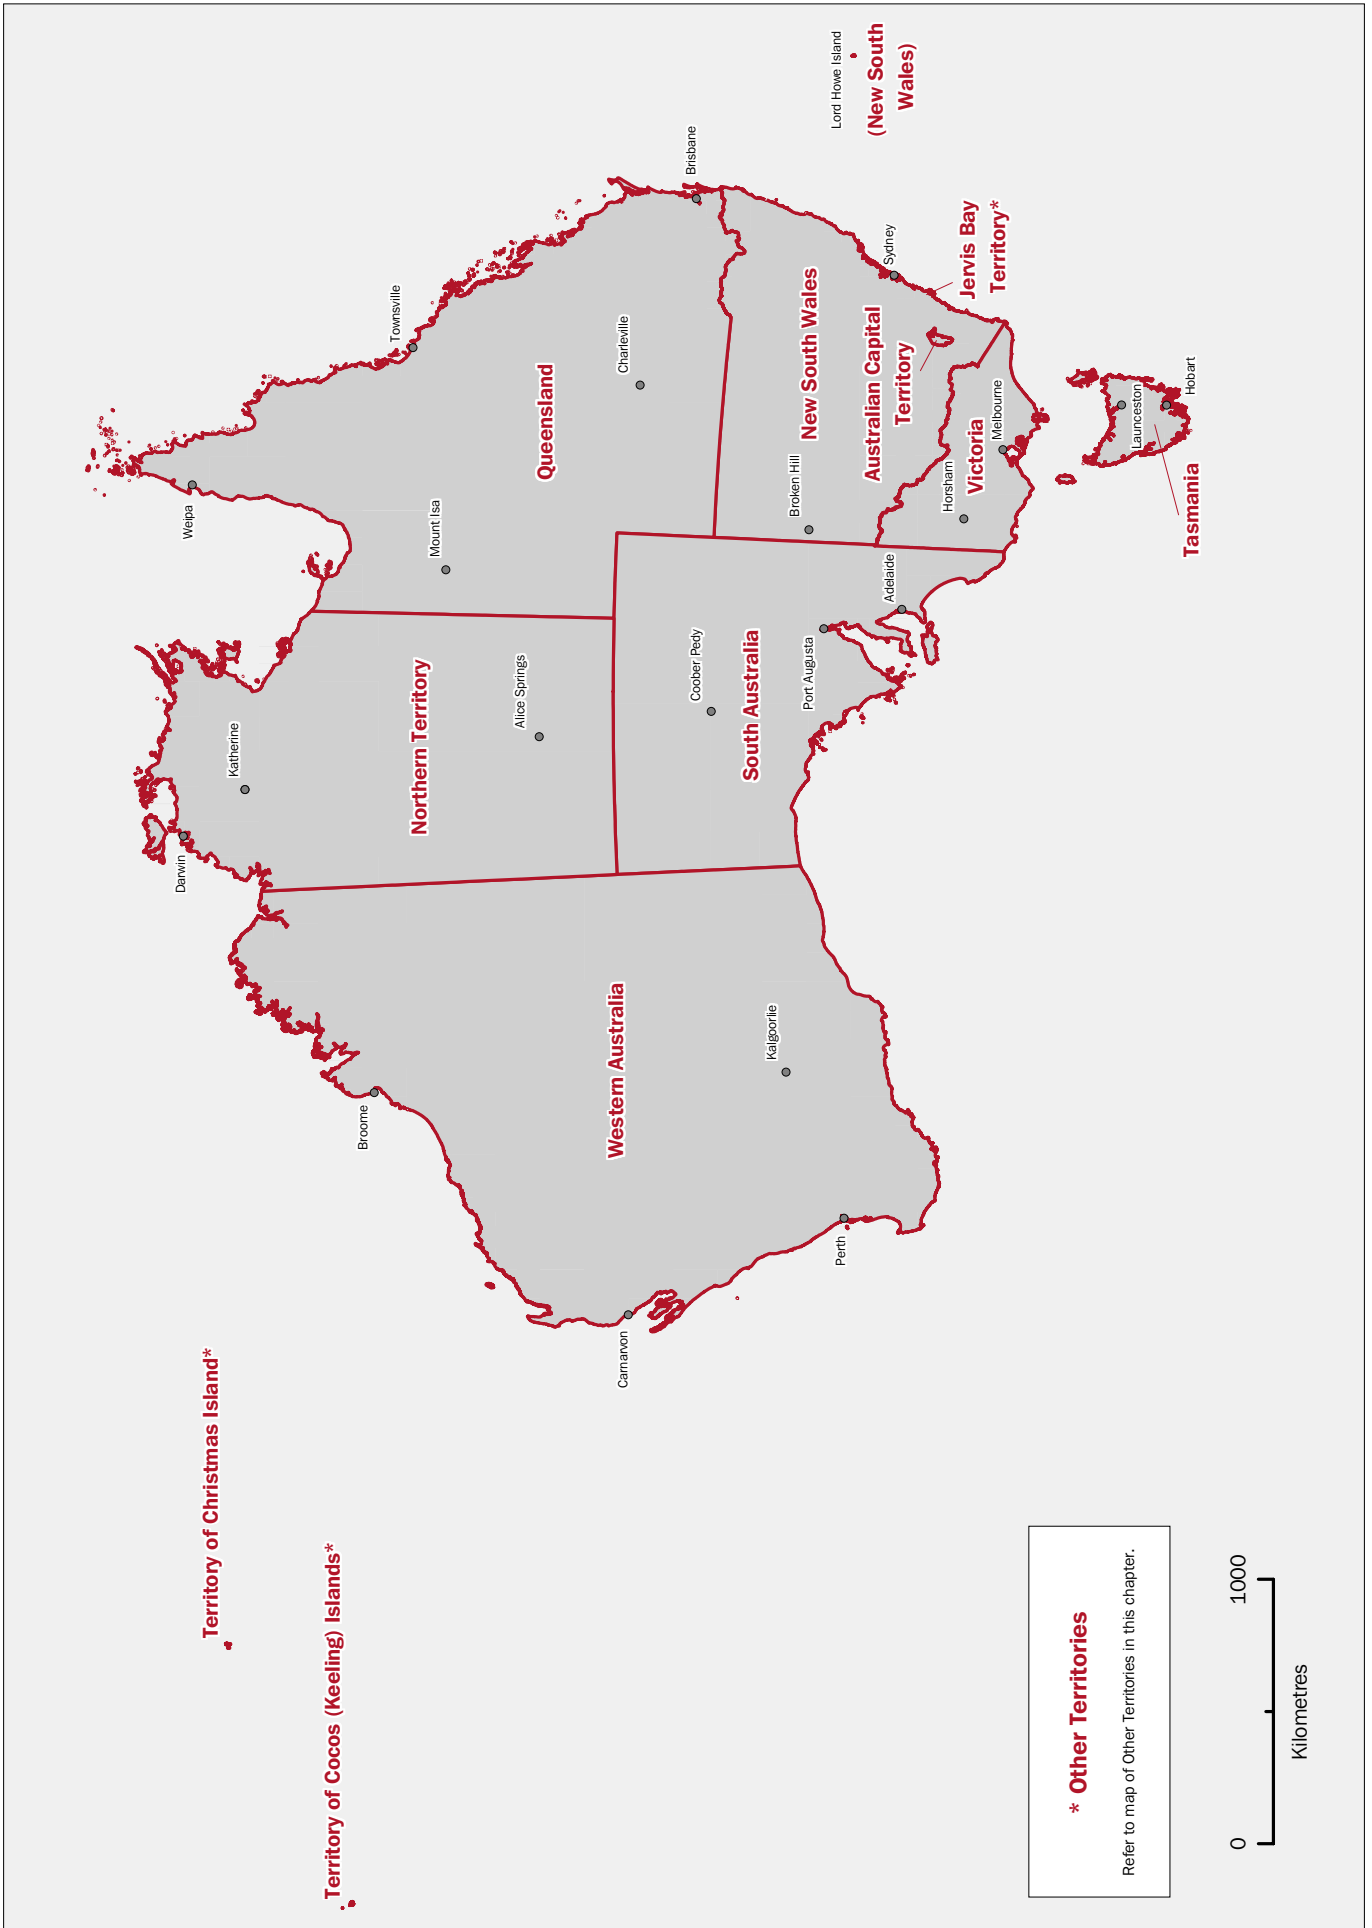 Territory of Christmas Island*
Territory of Cocos (Keeling) Islands*
Darwin
Katherine
Weipa
Broome
Northern Territory
Mount Isa
Townsville
Alice Springs
Queensland
Carnarvon
Western Australia
Charleville
Brisbane
Coober Pedy
South Australia
Kalgoorlie
Perth
Port Augusta
Broken Hill
New South Wales
Lord Howe Island
(New South
Wales)
Adelaide
Australian Capital
Territory
Sydney
Jervis Bay
Territory*
Horsham
Victoria
Melbourne
Launceston
Hobart
Tasmania
* Other Territories
Refer to map of Other Territories in this chapter.
0 1000
Kilometres